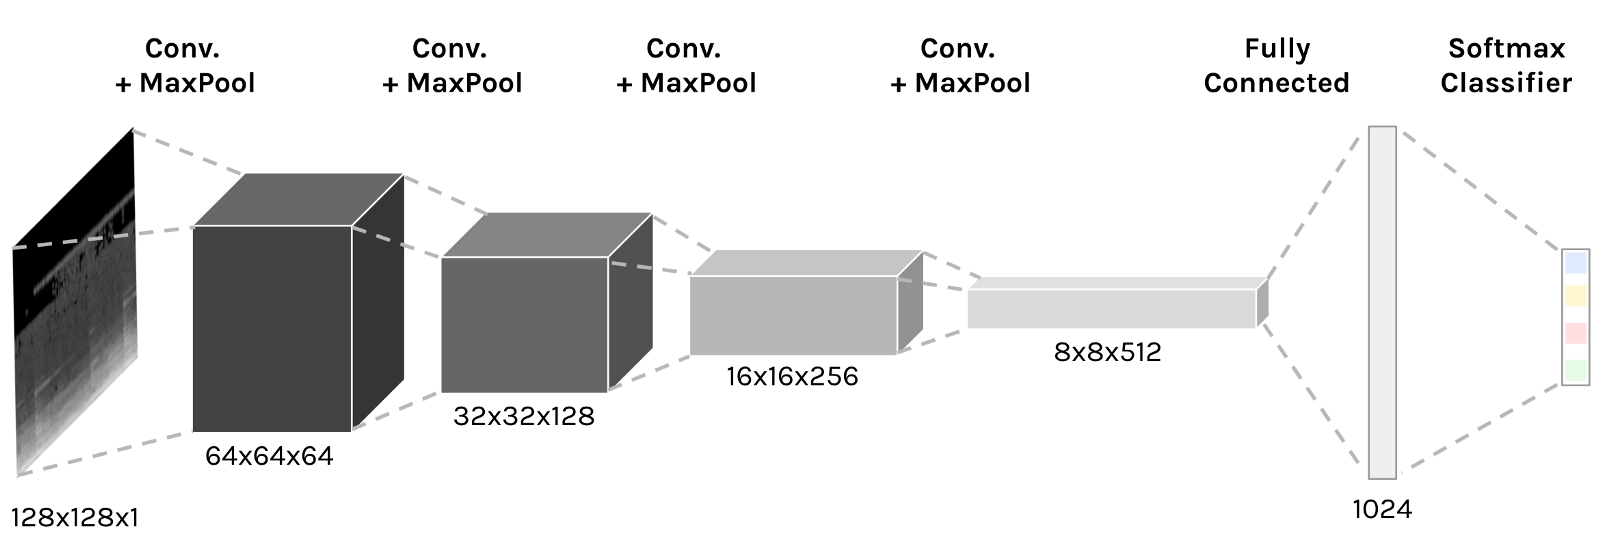 Conv.
+ MaxPool
Conv.
+ MaxPool
Conv.
+ MaxPool
Conv.
+ MaxPool
Fully
Connected
Softmax
Classifier
128x128x1
64x64x64
32x32x128
16x16x256
8x8x512
1024